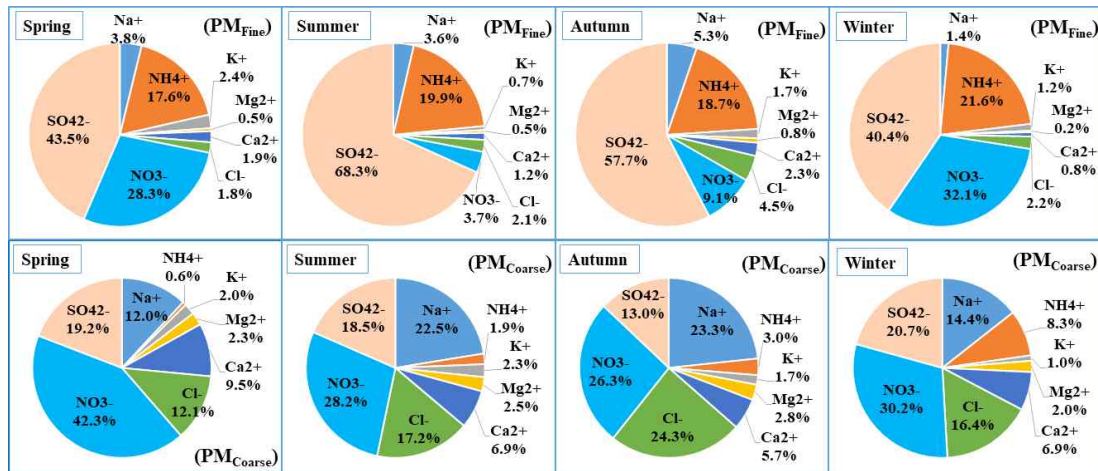 Spring
(PMFine)
Na+
3.8%
NH4+
17.6%
K+
2.4%
Mg2+
0.5%
Ca2+
1.9%
Cl-
1.8%
NO3-
28.3%
SO42-
43.5%
Summer
(PMFine)
Na+
3.6%
NH4+
19.9%
K+
0.7%
Mg2+
0.5%
Ca2+
1.2%
Cl-
2.1%
NO3-
3.7%
SO42-
68.3%
Autumn
(PMFine)
Na+
5.3%
NH4+
18.7%
K+
1.7%
Mg2+
0.8%
Ca2+
2.3%
Cl-
4.5%
NO3-
9.1%
SO42-
57.7%
Winter
(PMFine)
Na+
1.4%
NH4+
21.6%
K+
1.2%
Mg2+
0.2%
Ca2+
0.8%
Cl-
2.2%
NO3-
32.1%
SO42-
40.4%
Spring
Na+
12.0%
NH4+
0.6%
K+
2.0%
Mg2+
2.3%
Ca2+
9.5%
Cl-
12.1%
NO3-
42.3%
SO42-
19.2%
(PMCoarse)
Summer
(PMCoarse)
Na+
22.5%
NH4+
1.9%
K+
2.3%
Mg2+
2.5%
Ca2+
6.9%
Cl-
17.2%
NO3-
28.2%
SO42-
18.5%
Autumn
(PMCoarse)
Na+
23.3%
NH4+
3.0%
K+
1.7%
Mg2+
2.8%
Ca2+
5.7%
Cl-
24.3%
NO3-
26.3%
SO42-
13.0%
Winter
(PMCoarse)
Na+
14.4%
NH4+
8.3%
K+
1.0%
Mg2+
2.0%
Ca2+
6.9%
Cl-
16.4%
NO3-
30.2%
SO42-
20.7%